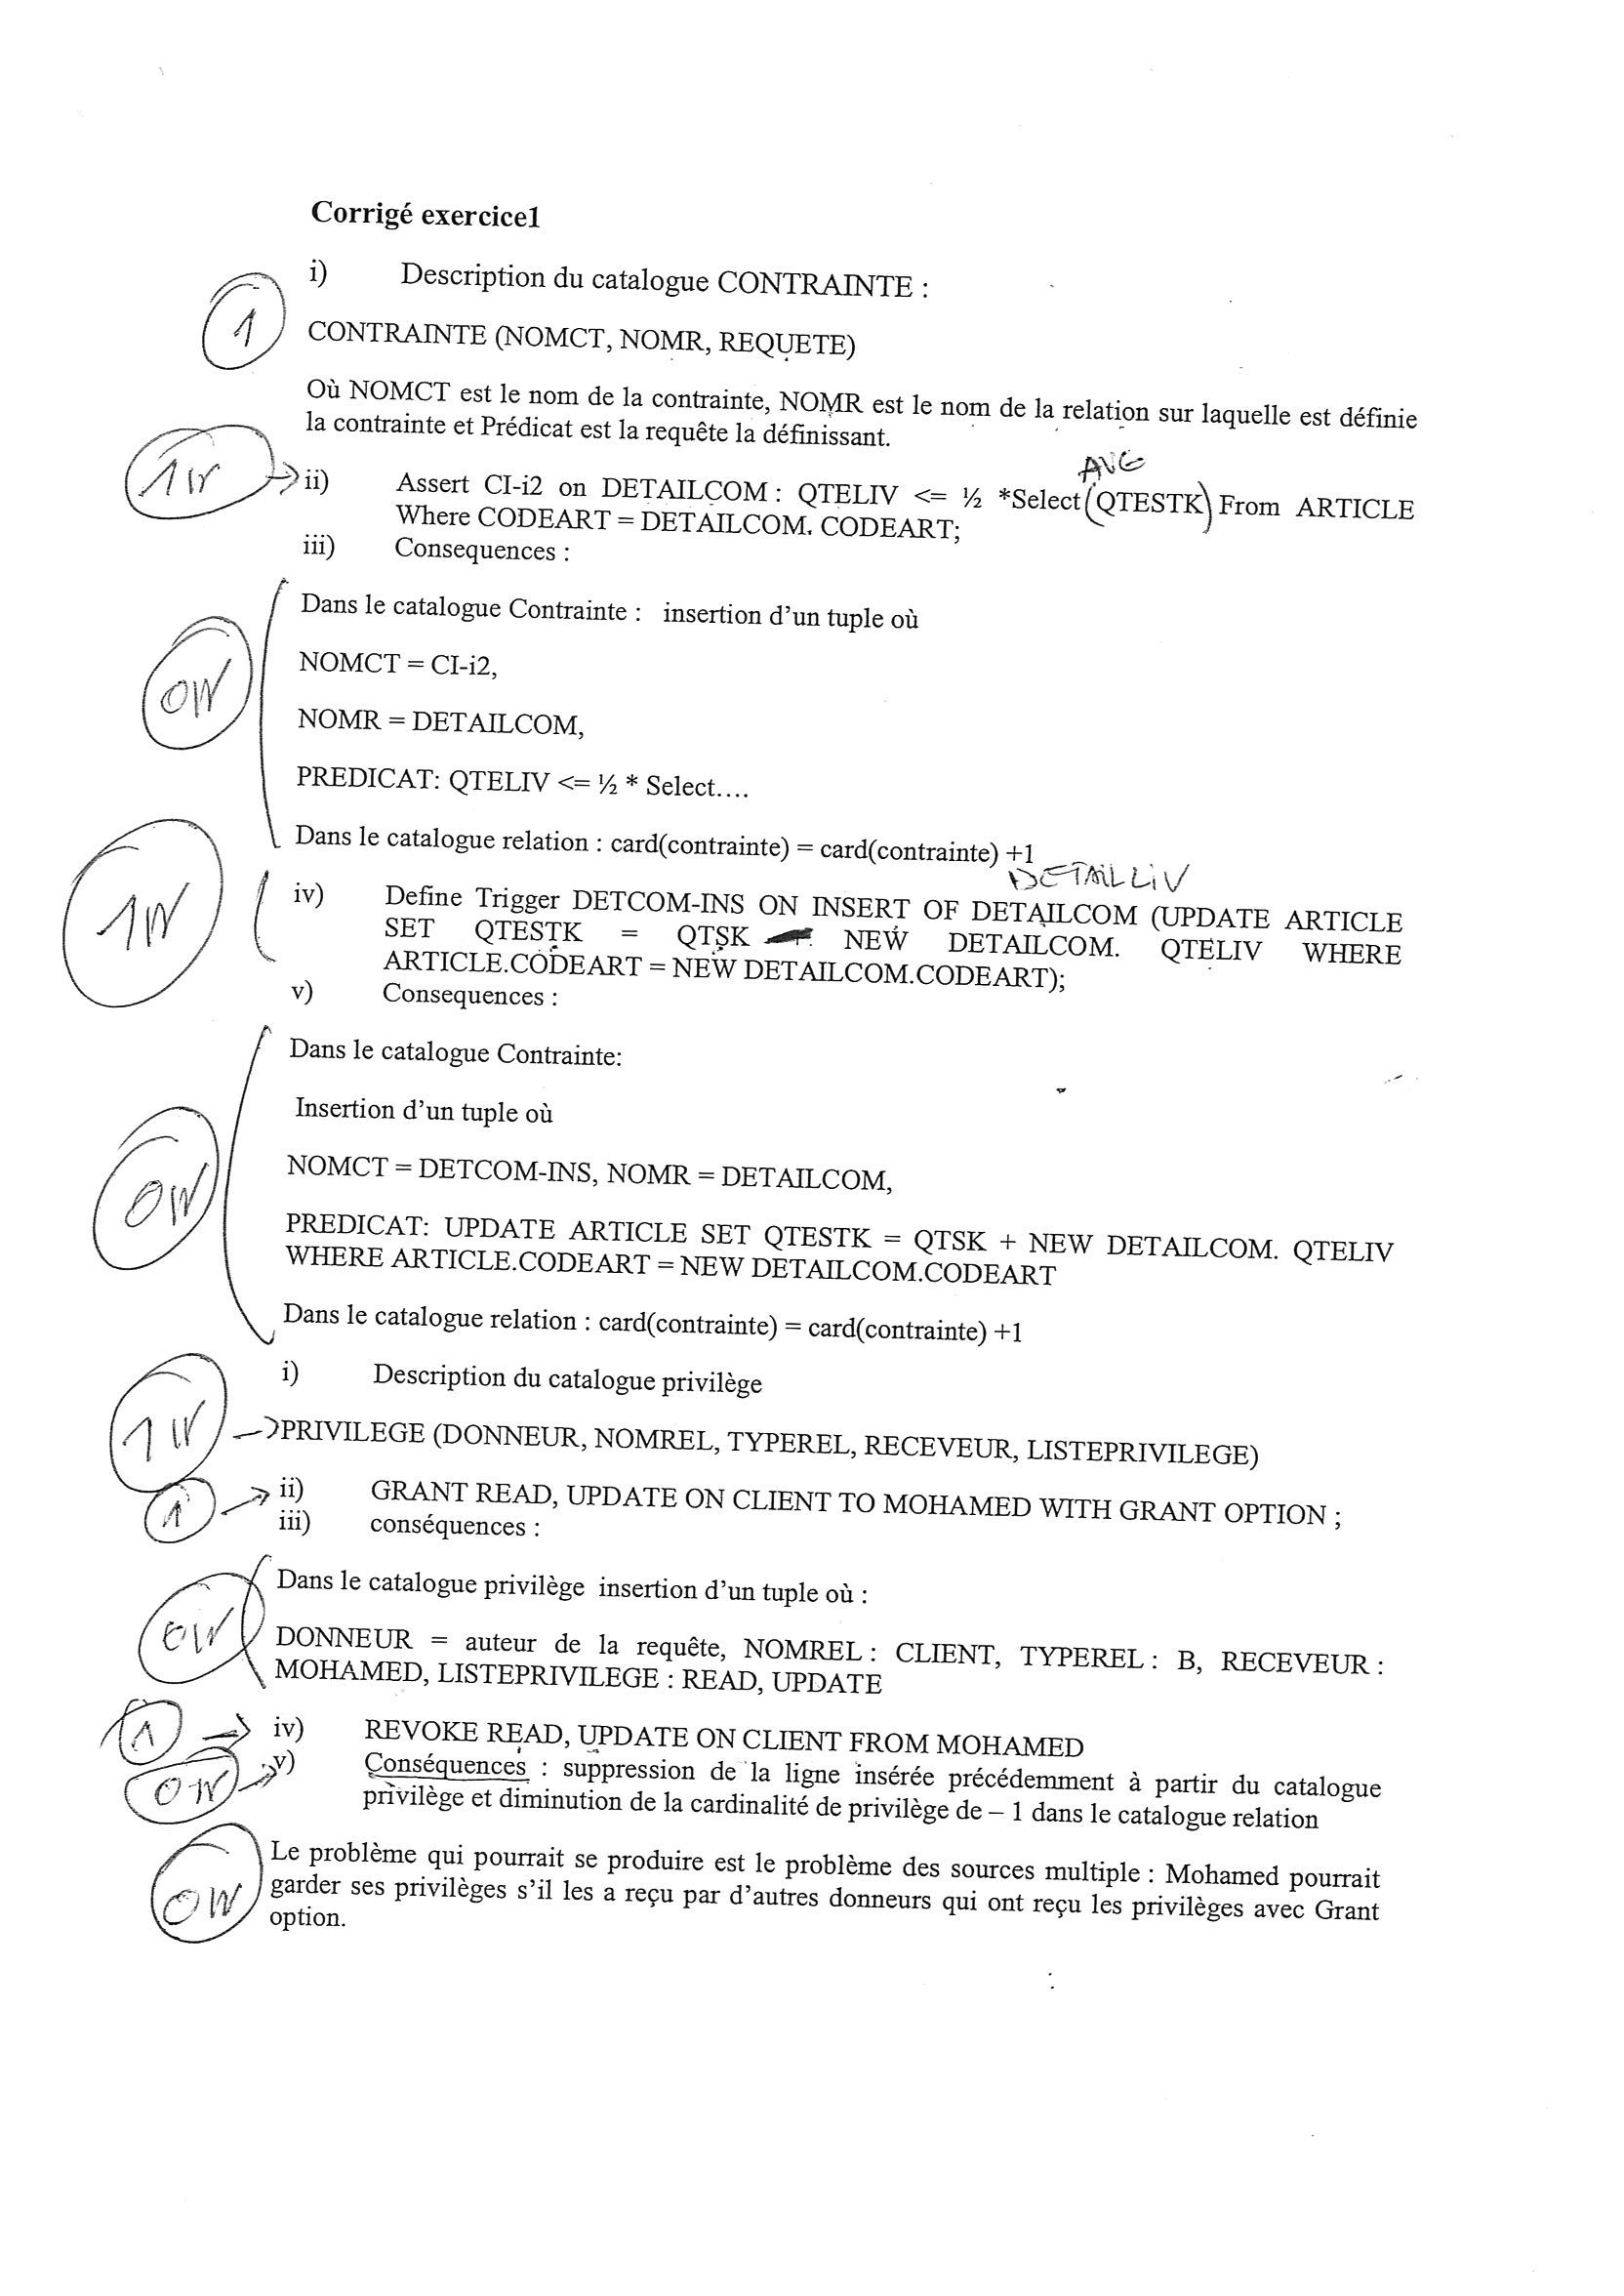 Corrigé exercice1
i) Description du catalogue CONTRAINTE :
1
CONTRAINTE (NOMCT, NOMR, REQUETE)
Où NOMCT est le nom de la contrainte, NOMR est le nom de la relation sur laquelle est définie
la contrainte et Prédicat est la requête la définissant.
AVG
ii) Assert CI-i2 on DETAILCOM : QTELIV <= ½ *Select (QTESTK) From ARTICLE
Where CODEART = DETAILCOM. CODEART;
iii) Consequences :
Dans le catalogue Contrainte : insertion d’un tuple où
NOMCT = CI-i2,
NOMR = DETAILCOM,
PREDICAT: QTELIV <= ½ * Select….
Dans le catalogue relation : card(contrainte) = card(contrainte) +1
DETAILLIV
iv) Define Trigger DETCOM-INS ON INSERT OF DETAILCOM (UPDATE ARTICLE
SET QTESTK = QTSK NEW DETAILCOM. QTELIV WHERE
ARTICLE.CODEART = NEW DETAILCOM.CODEART);
v) Consequences :
Dans le catalogue Contrainte:
Insertion d’un tuple où
NOMCT = DETCOM-INS, NOMR = DETAILCOM,
PREDICAT: UPDATE ARTICLE SET QTESTK = QTSK + NEW DETAILCOM. QTELIV
WHERE ARTICLE.CODEART = NEW DETAILCOM.CODEART
Dans le catalogue relation : card(contrainte) = card(contrainte) +1
i) Description du catalogue privilège
PRIVILEGE (DONNEUR, NOMREL, TYPEREL, RECEVEUR, LISTEPRIVILEGE)
1
ii) GRANT READ, UPDATE ON CLIENT TO MOHAMED WITH GRANT OPTION ;
iii) conséquences :
Dans le catalogue privilège insertion d’un tuple où :
DONNEUR = auteur de la requête, NOMREL : CLIENT, TYPEREL : B, RECEVEUR :
MOHAMED, LISTEPRIVILEGE : READ, UPDATE
1
iv) REVOKE READ, UPDATE ON CLIENT FROM MOHAMED
v) Conséquences : suppression de la ligne insérée précédemment à partir du catalogue
privilège et diminution de la cardinalité de privilège de – 1 dans le catalogue relation
Le problème qui pourrait se produire est le problème des sources multiple : Mohamed pourrait
garder ses privilèges s’il les a reçu par d’autres donneurs qui ont reçu les privilèges avec Grant
option.